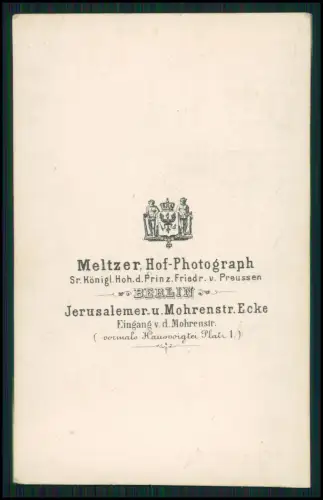 Meltzer, Hof-Photograph
Sr. Königl. Hoh. d. Prinz. Friedr. v. Preussen
BERLIN
Jerusalemer. u. Mohrenstr. Ecke
Eingang v. d. Mohrenstr.
(vormals Hausvoigtei Platz 1.)